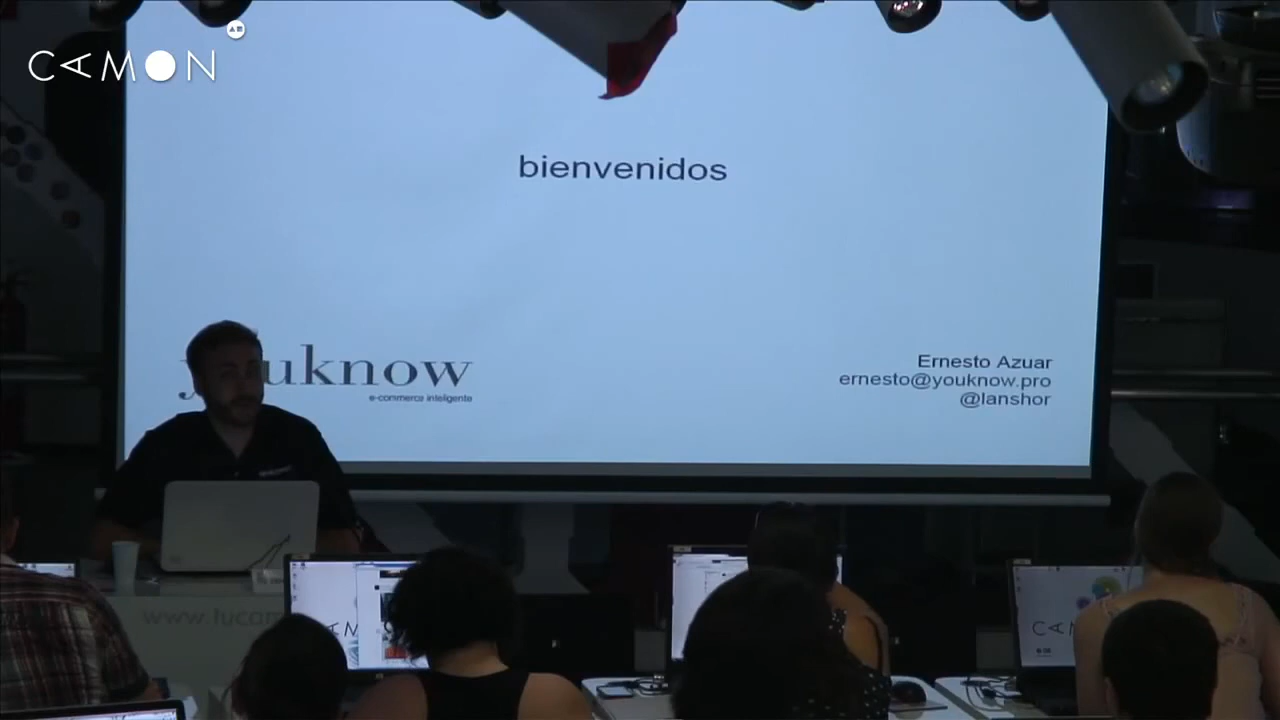 CAMON
bienvenidos
youknow
e-commerce inteligente
Ernesto Azuar
ernesto@youknow.pro
@lanshor